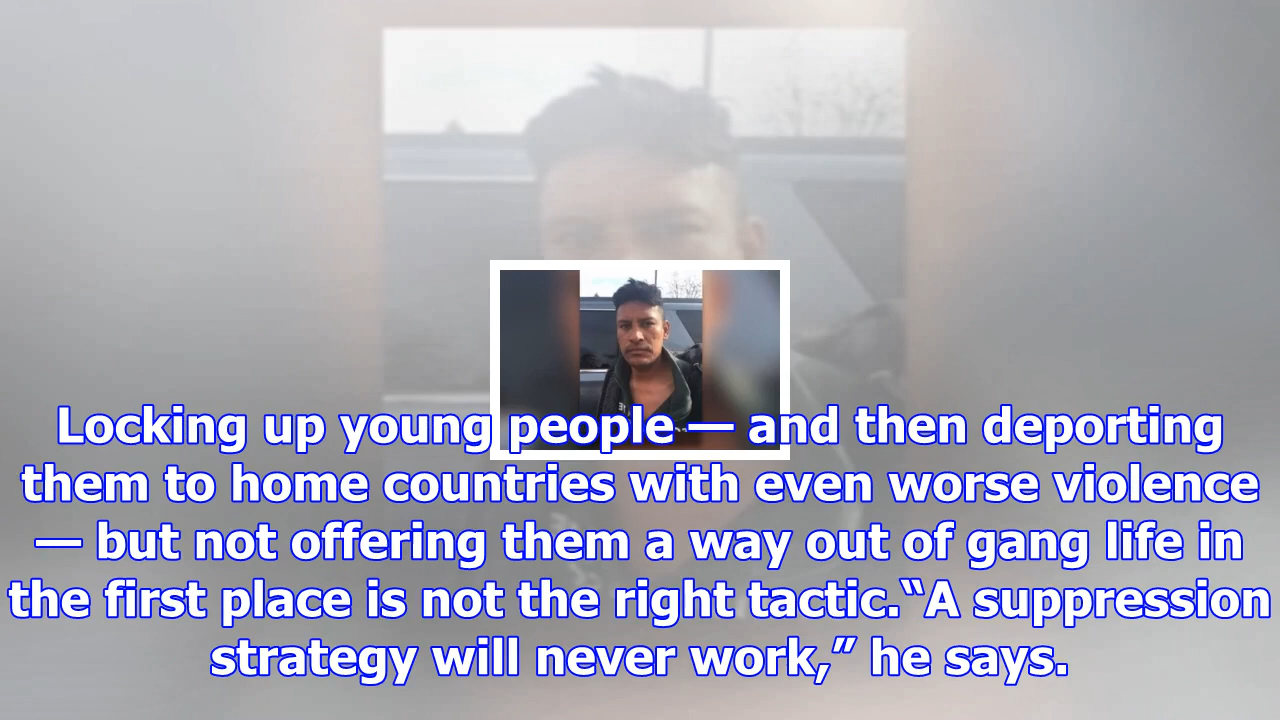 Locking up young people — and then deporting
them to home countries with even worse violence
— but not offering them a way out of gang life in
the first place is not the right tactic.“A suppression
strategy will never work,” he says.